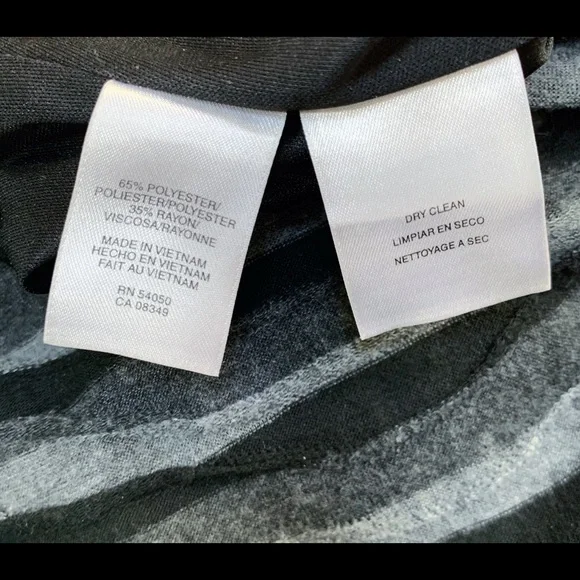 65% POLYESTER/
POLIESTER/POLYESTER
35% RAYON/
VISCOSA/RAYONNE
MADE IN VIETNAM
HECHO EN VIETNAM
FAIT AU VIETNAM
RN 54050
CA 08349
DRY CLEAN
LIMPIAR EN SECO
NETTOYAGE A SEC